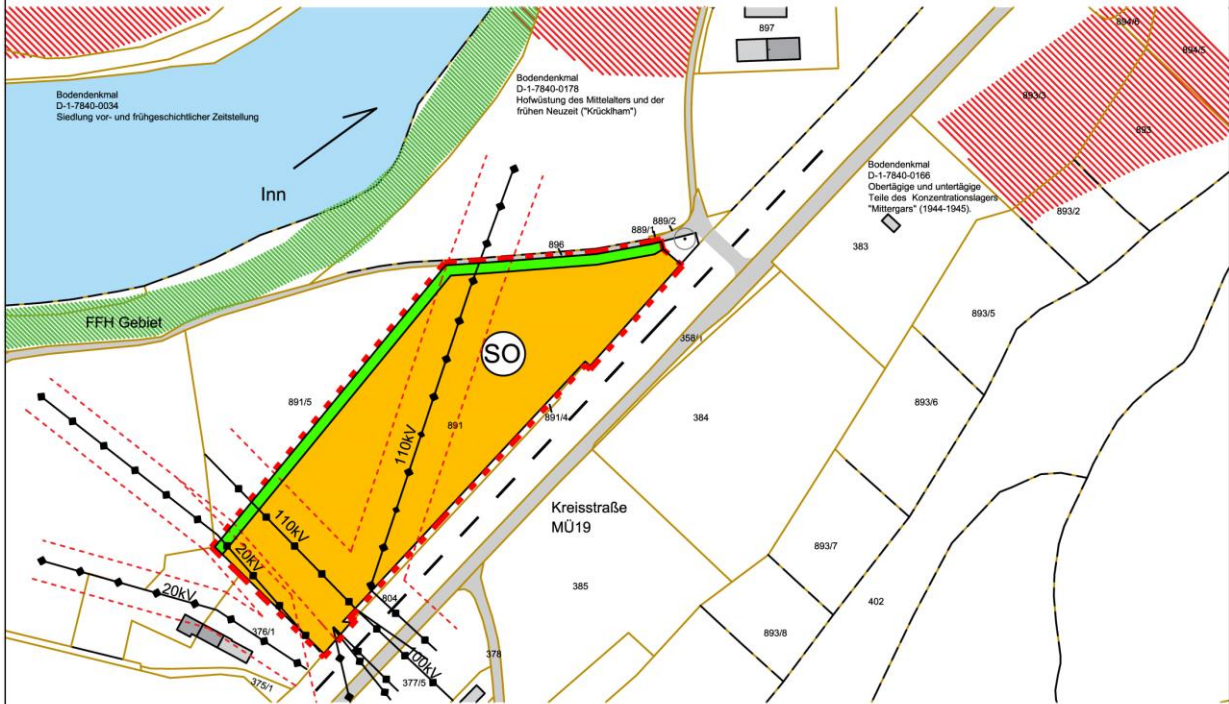 897
894/6
894/5
893/3
893
Bodendenkmal
D-1-7840-0034
Siedlung vor- und frühgeschichtlicher Zeitstellung
Bodendenkmal
D-1-7840-0178
Hofwüstung des Mittelalters und der
frühen Neuzeit ("Krücklham")
Bodendenkmal
D-1-7840-0166
Obertägige und untertägige
Teile des Konzentrationslagers
"Mittergars" (1944-1945).
Inn
893/2
889/2
889/1
896
383
893/5
FFH Gebiet
SO
358/1
891/5
891
891/4
384
893/6
110kV
110kV
Kreisstraße
MÜ19
20kV
893/7
20kV
385
804
402
376/1
893/8
100kV
378
375/1
377/5